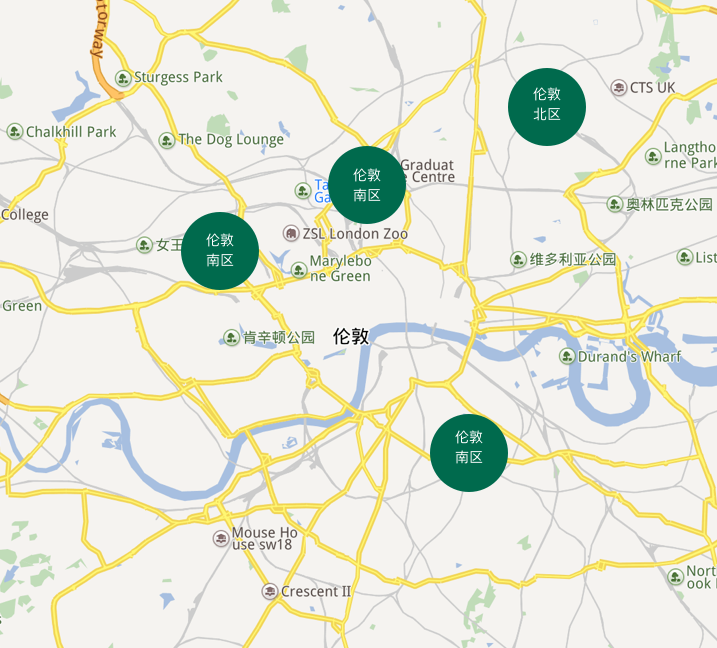 torway
Sturgess Park
伦敦
北区
CTS UK
Chalkhill Park
The Dog Lounge
Langtho
rne Park
伦敦
南区
Graduat
e Centre
Ta
Ga
College
奥林匹克公园
伦敦
南区
ZSL London Zoo
女王
Marylebo
ne Green
维多利亚公园
List
Green
肯辛顿公园
伦敦
Durand's Wharf
伦敦
南区
Mouse Ho
use sw18
Crescent II
Nort
ook